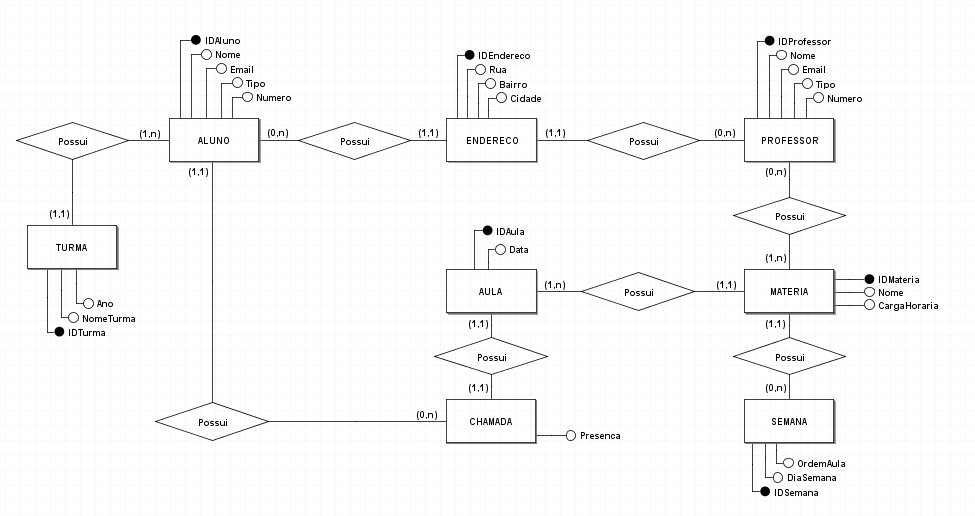 IDAluno
Nome
Email
Tipo
Numero
IDEndereco
Rua
Bairro
Cidade
IDProfessor
Nome
Email
Tipo
Numero
Possui
(1,n)
ALUNO
(0,n)
Possui
(1,1)
ENDERECO
(1,1)
Possui
(0,n)
PROFESSOR
(1,1)
(0,n)
(1,1)
Possui
TURMA
IDAula
Data
(1,n)
Ano
NomeTurma
IDTurma
AULA
(1,n)
Possui
(1,1)
MATERIA
IDMateria
Nome
CargaHoraria
(1,1)
(1,1)
Possui
Possui
(1,1)
(0,n)
Possui
(0,n)
CHAMADA
Presenca
SEMANA
OrdemAula
DiaSemana
IDSemana